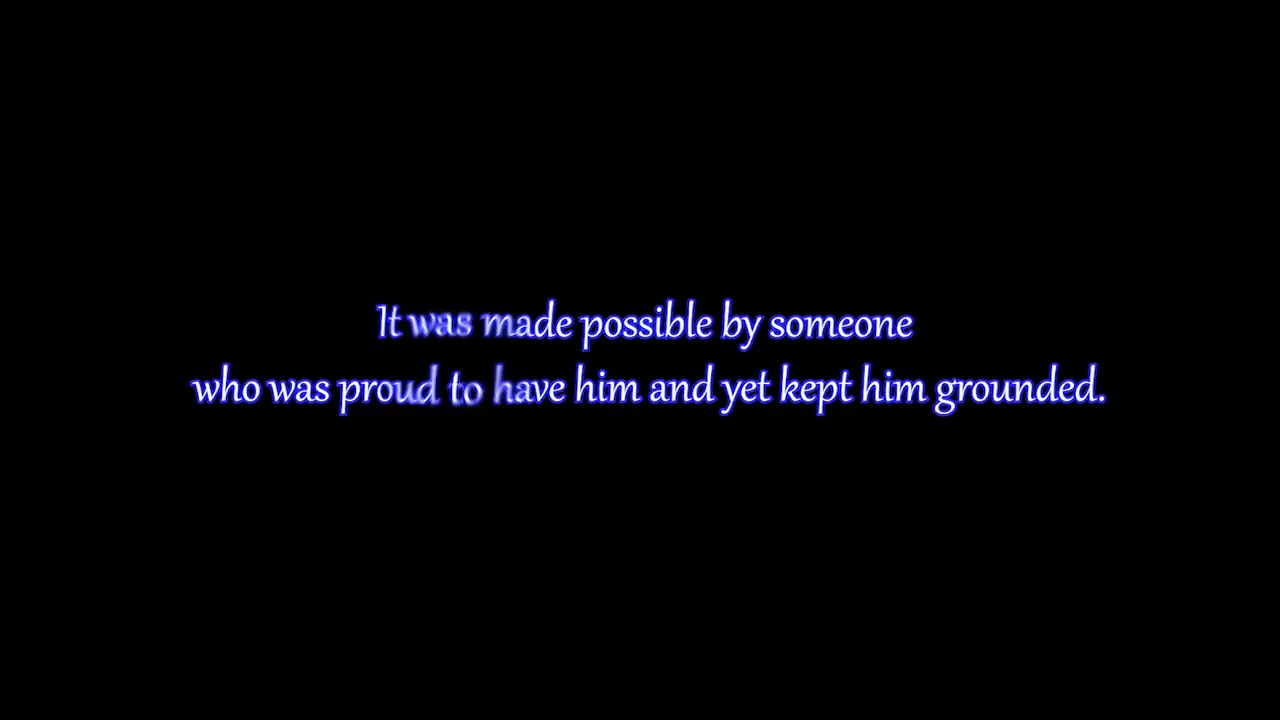 It was made possible by someone
who was proud to have him and yet kept him grounded.